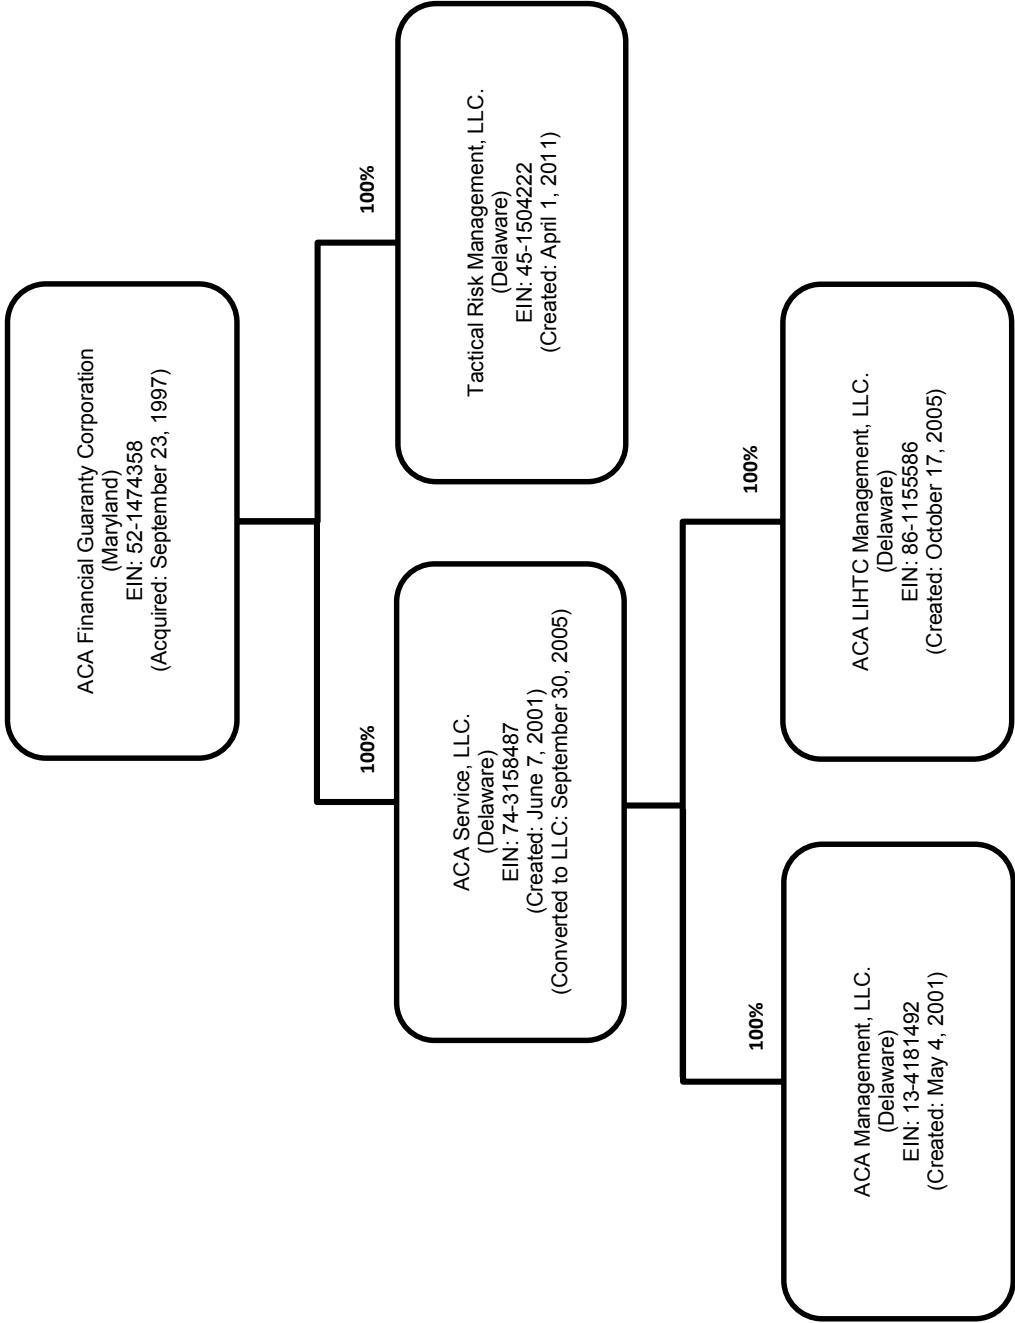 ACA Financial Guaranty Corporation
(Maryland)
EIN: 52-1474358
(Acquired: September 23, 1997)
100%
100%
ACA Service, LLC.
(Delaware)
EIN: 74-3158487
(Created: June 7, 2001)
(Converted to LLC: September 30, 2005)
Tactical Risk Management, LLC.
(Delaware)
EIN: 45-1504222
(Created: April 1, 2011)
100%
100%
ACA Management, LLC.
(Delaware)
EIN: 13-4181492
(Created: May 4, 2001)
ACA LIHTC Management, LLC.
(Delaware)
EIN: 86-1155586
(Created: October 17, 2005)